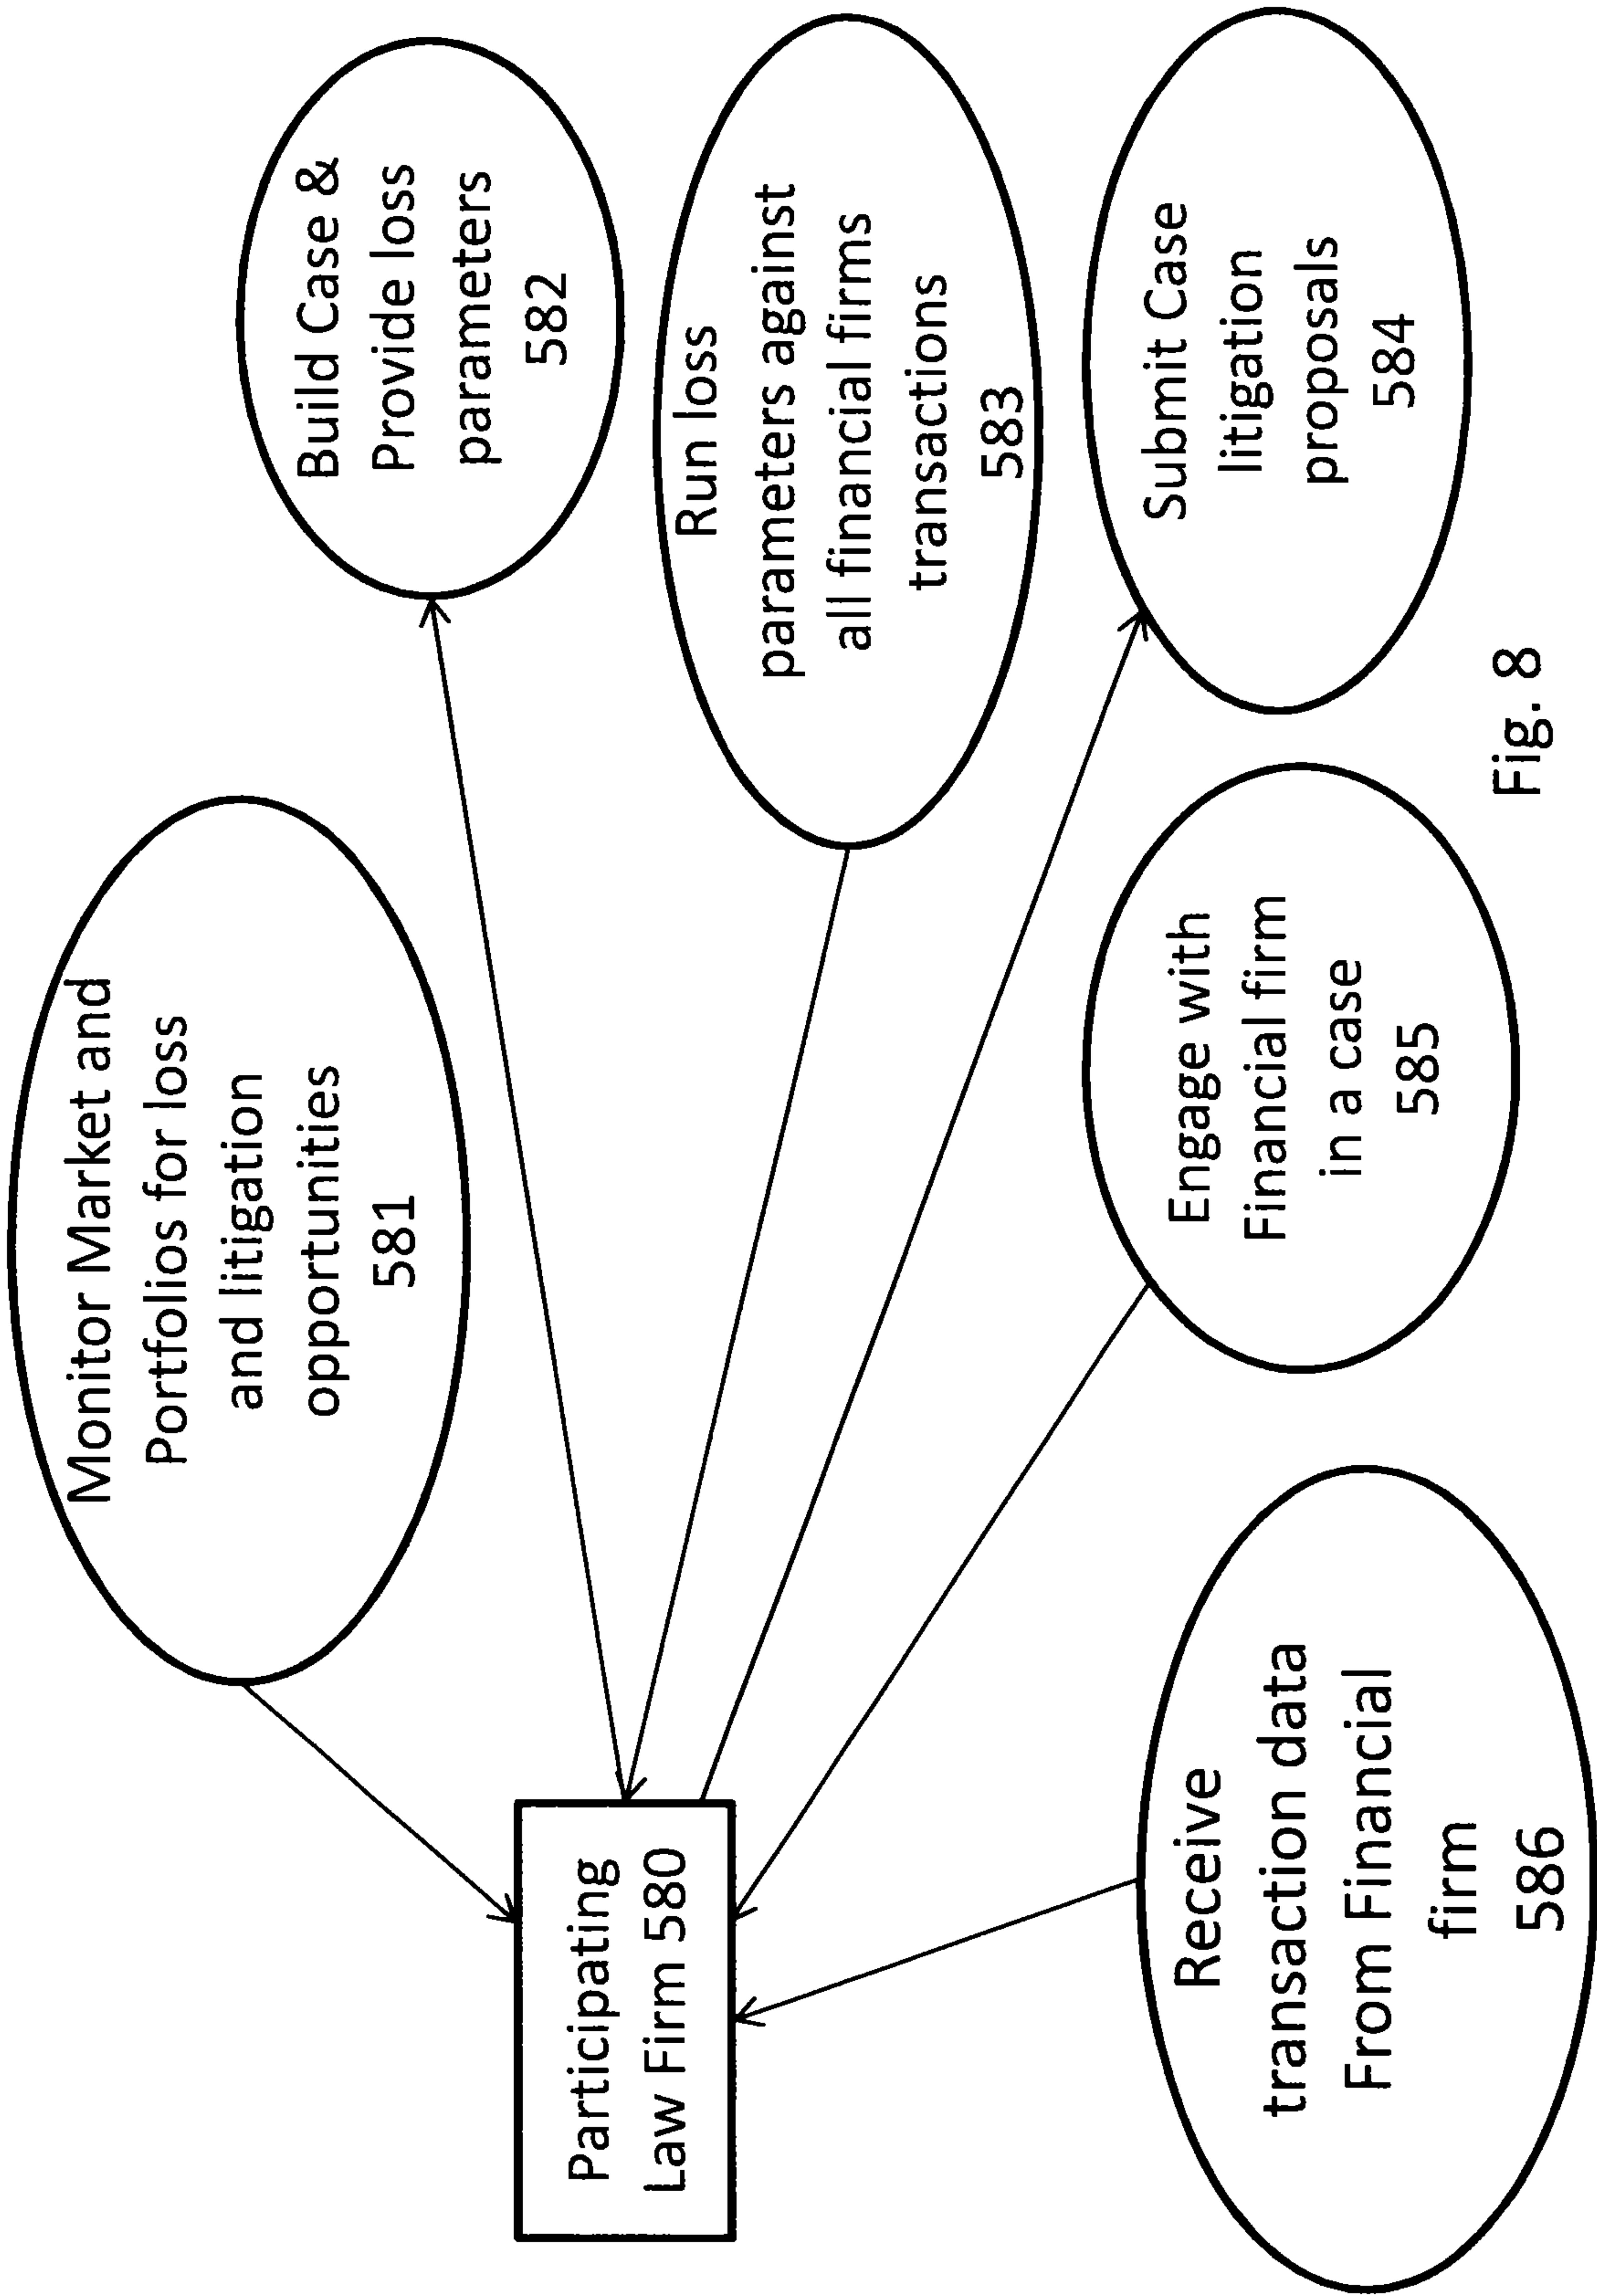 Monitor Market and
Portfolios for loss
and litigation
opportunities
581
Build Case &
Provide loss
parameters
582
Participating
Law Firm 580
Run loss
parameters against
all financial firms
transactions
583
Submit Case
litigation
proposals
584
Engage with
Financial firm
in a case
585
Receive
transaction data
From Financial
firm
586
Fig. 8